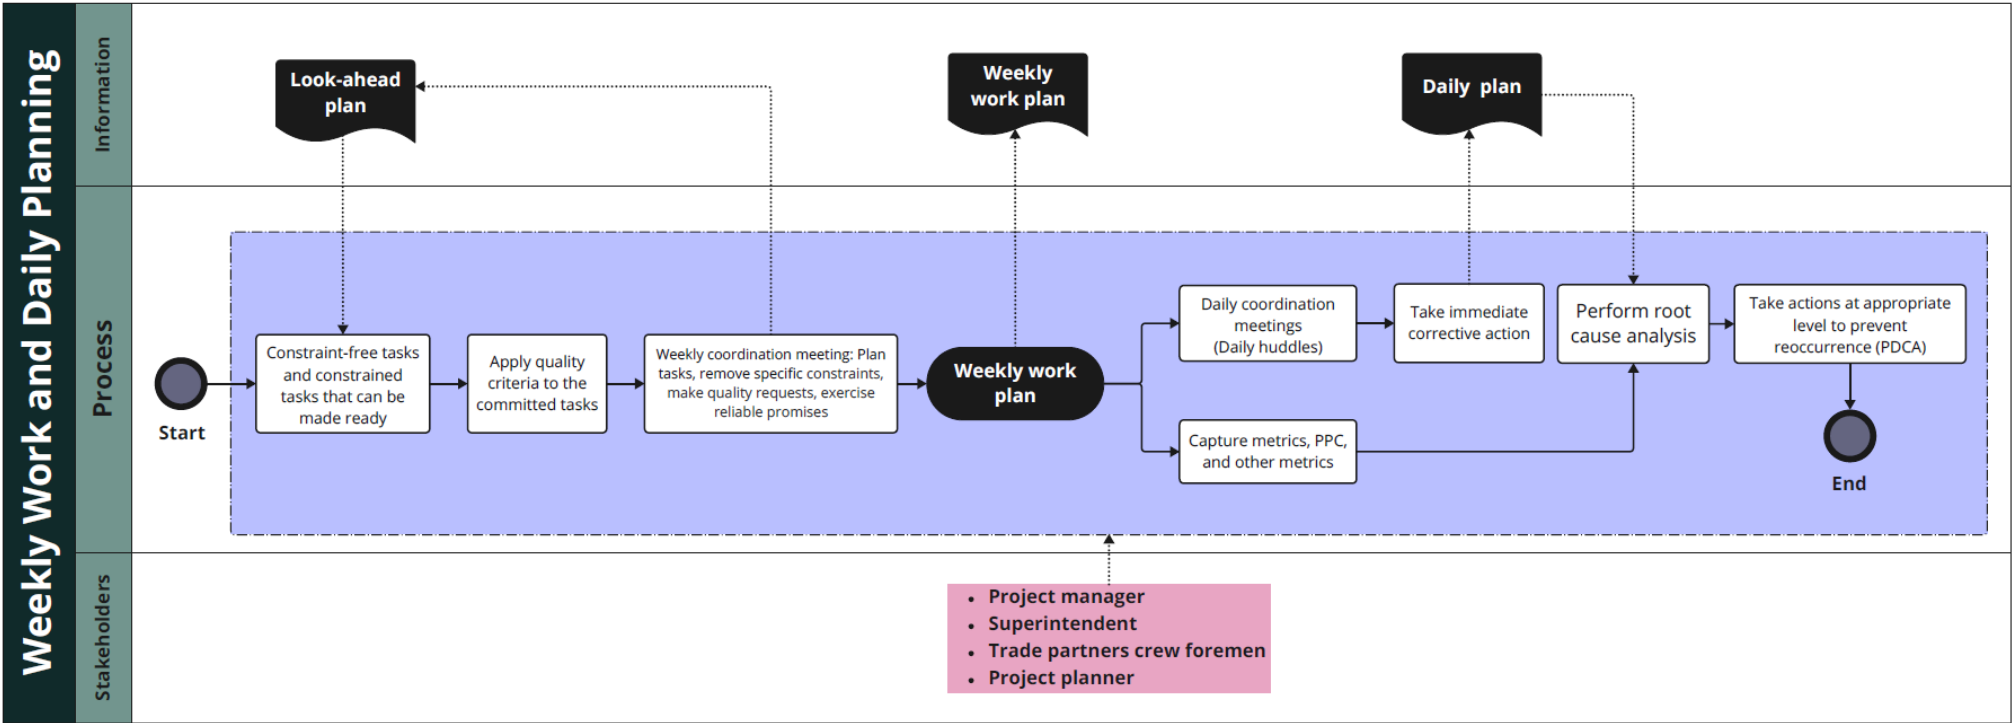 Weekly Work and Daily Planning
Information
Look-ahead
plan
Weekly
work plan
Daily plan
Process
Start
Constraint-free tasks
and constrained
tasks that can be
made ready
Apply quality
criteria to the
committed tasks
Weekly coordination meeting: Plan
tasks, remove specific constraints,
make quality requests, exercise
reliable promises
Weekly work
plan
Daily coordination
meetings
(Daily huddles)
Take immediate
corrective action
Perform root
cause analysis
Take actions at appropriate
level to prevent
reoccurrence (PDCA)
Capture metrics, PPC,
and other metrics
End
Stakeholders
• Project manager
• Superintendent
• Trade partners crew foremen
• Project planner